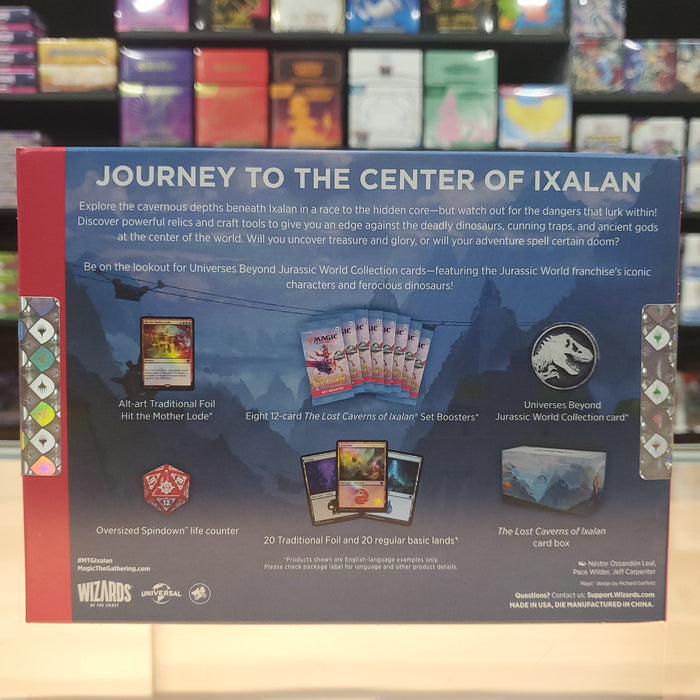 JOURNEY TO THE CENTER OF IXALAN
Explore the cavernous depths beneath Ixalan in a race to the hidden core—but watch out for the dangers that lurk within!
Discover powerful relics and craft tools to give you an edge against the deadly dinosaurs, cunning traps, and ancient gods
at the center of the world. Will you uncover treasure and glory, or will your adventure spell certain doom?
Be on the lookout for Universes Beyond Jurassic World Collection cards—featuring the Jurassic World franchise's iconic
characters and ferocious dinosaurs!
MAGIC
SET BOOSTER
Alt-art Traditional Foil
Hit the Mother Lode*
Eight 12-card The Lost Caverns of Ixalan® Set Boosters*
Universes Beyond
Jurassic World Collection card*
13
Oversized Spindown™ life counter
20 Traditional Foil and 20 regular basic lands*
The Lost Caverns of Ixalan
card box
*Products shown are English-language examples only.
Please check package label for language and other product details.
#MTGIxalan
MagicTheGathering.com
WIZARDS
OF THE COAST
UNIVERSAL
Néstor Ossandón Leal,
Pace Wilder, Jeff Carpenter
Magic® design by Richard Garfield
Questions? Contact us: Support.Wizards.com
MADE IN USA, DIE MANUFACTURED IN CHINA.